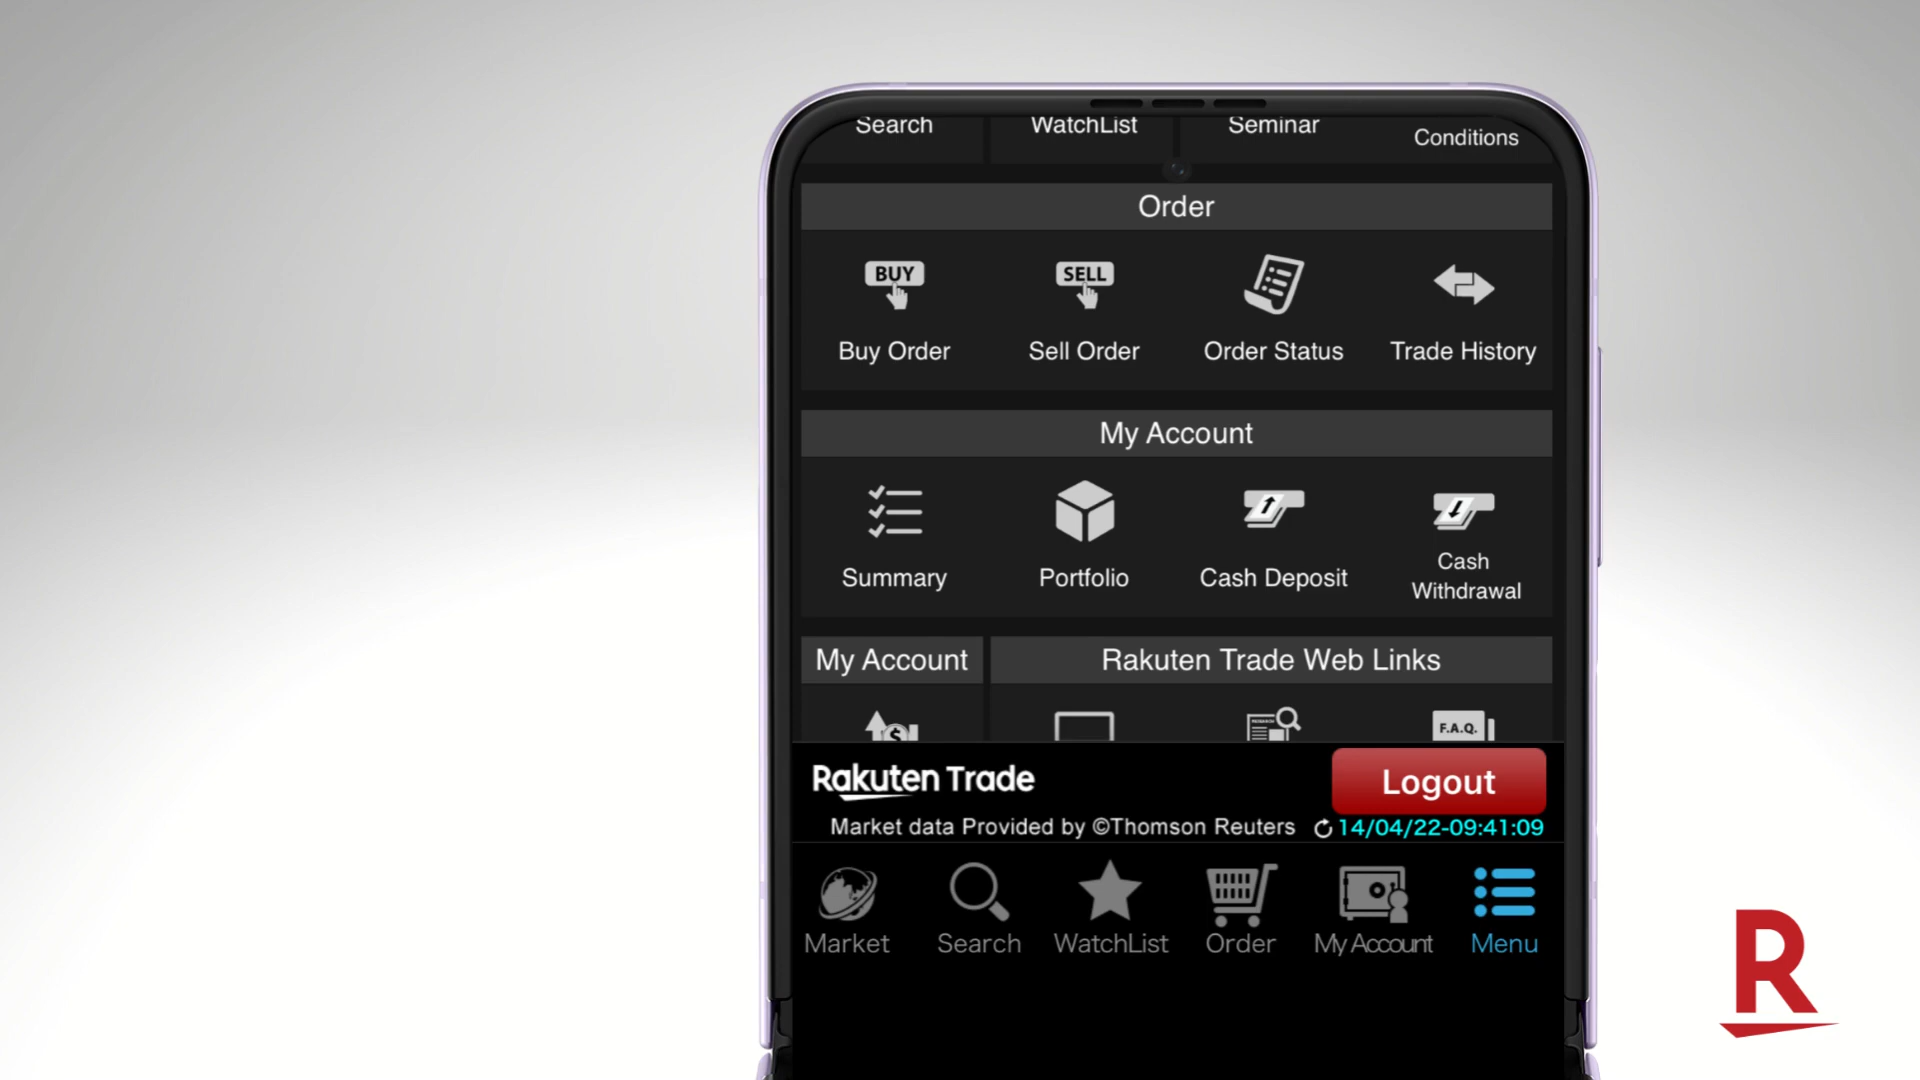 Search WatchList Seminar Conditions
Order
BUY SELL
Buy Order Sell Order Order Status Trade History
My Account
Summary Portfolio Cash Deposit Cash Withdrawal
My Account Rakuten Trade Web Links
F.A.Q.
Rakuten Trade Logout
Market data Provided by ©Thomson Reuters 14/04/22-09:41:09
Market Search WatchList Order My Account Menu
R